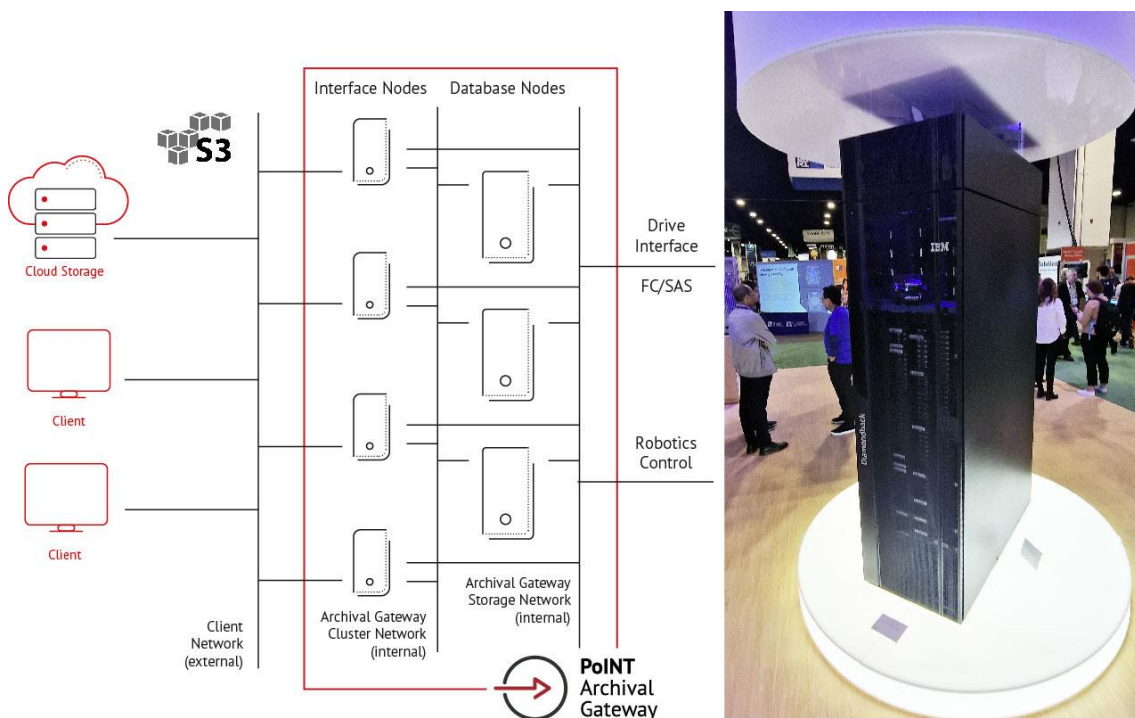 Interface Nodes
Database Nodes
S3
Cloud Storage
Client
Client
Drive
Interface
FC/SAS
Robotics
Control
Client
Network
(external)
Archival Gateway
Cluster Network
(internal)
Archival Gateway
Storage Network
(internal)
PoINT
Archival
Gateway
IBM
Diamondback